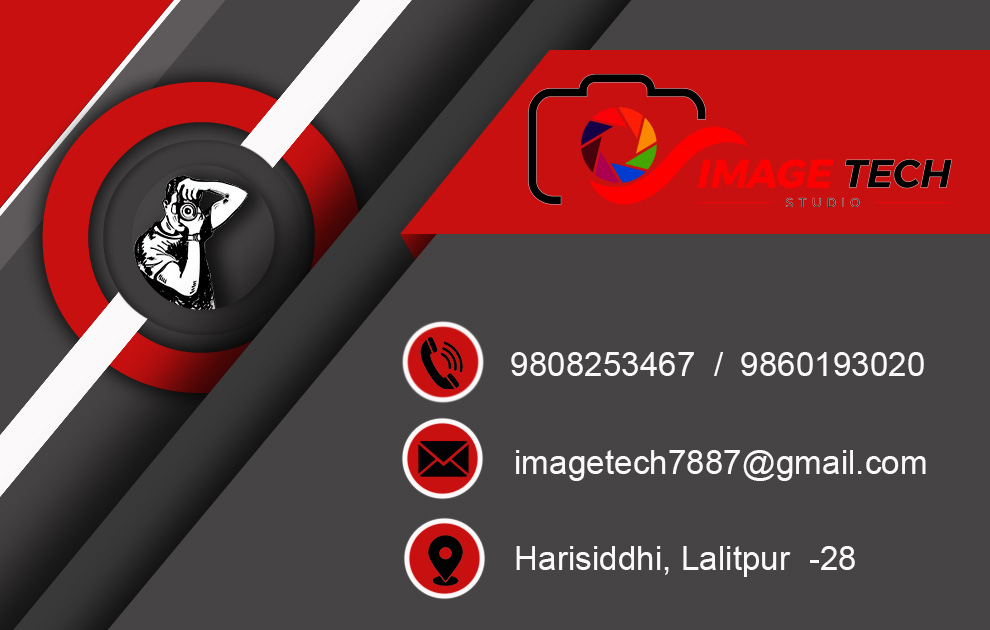 IMAGE TECH
STUDIO
9808253467 / 9860193020
imagetech7887@gmail.com
Harisiddhi, Lalitpur -28